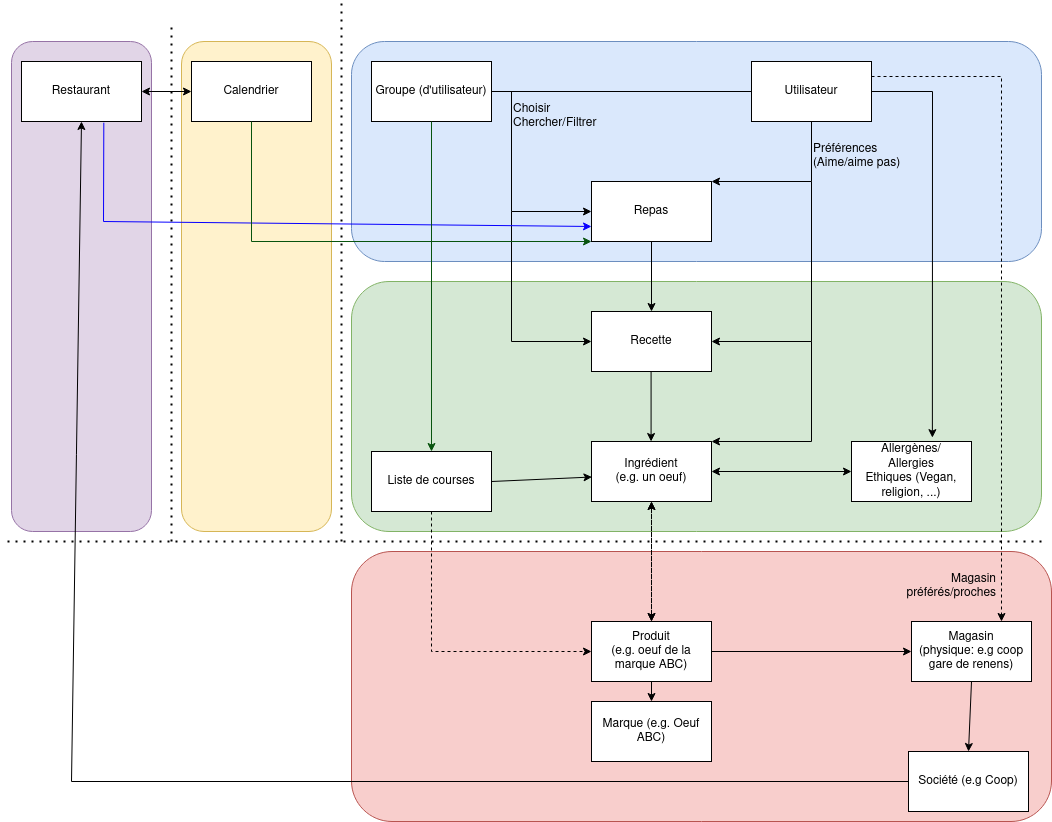 Restaurant
Calendrier
Groupe (d'utilisateur)
Utilisateur
Choisir
Chercher/Filtrer
Préférences
(Aime/aime pas)
Repas
Recette
Liste de courses
Ingrédient
(e.g. un oeuf)
Allergènes/
Allergies
Ethiques (Vegan,
religion, ...)
Magasin
préférés/proches
Produit
(e.g. oeuf de la
marque ABC)
Magasin
(physique: e.g coop
gare de renens)
Marque (e.g. Oeuf
ABC)
Société (e.g Coop)